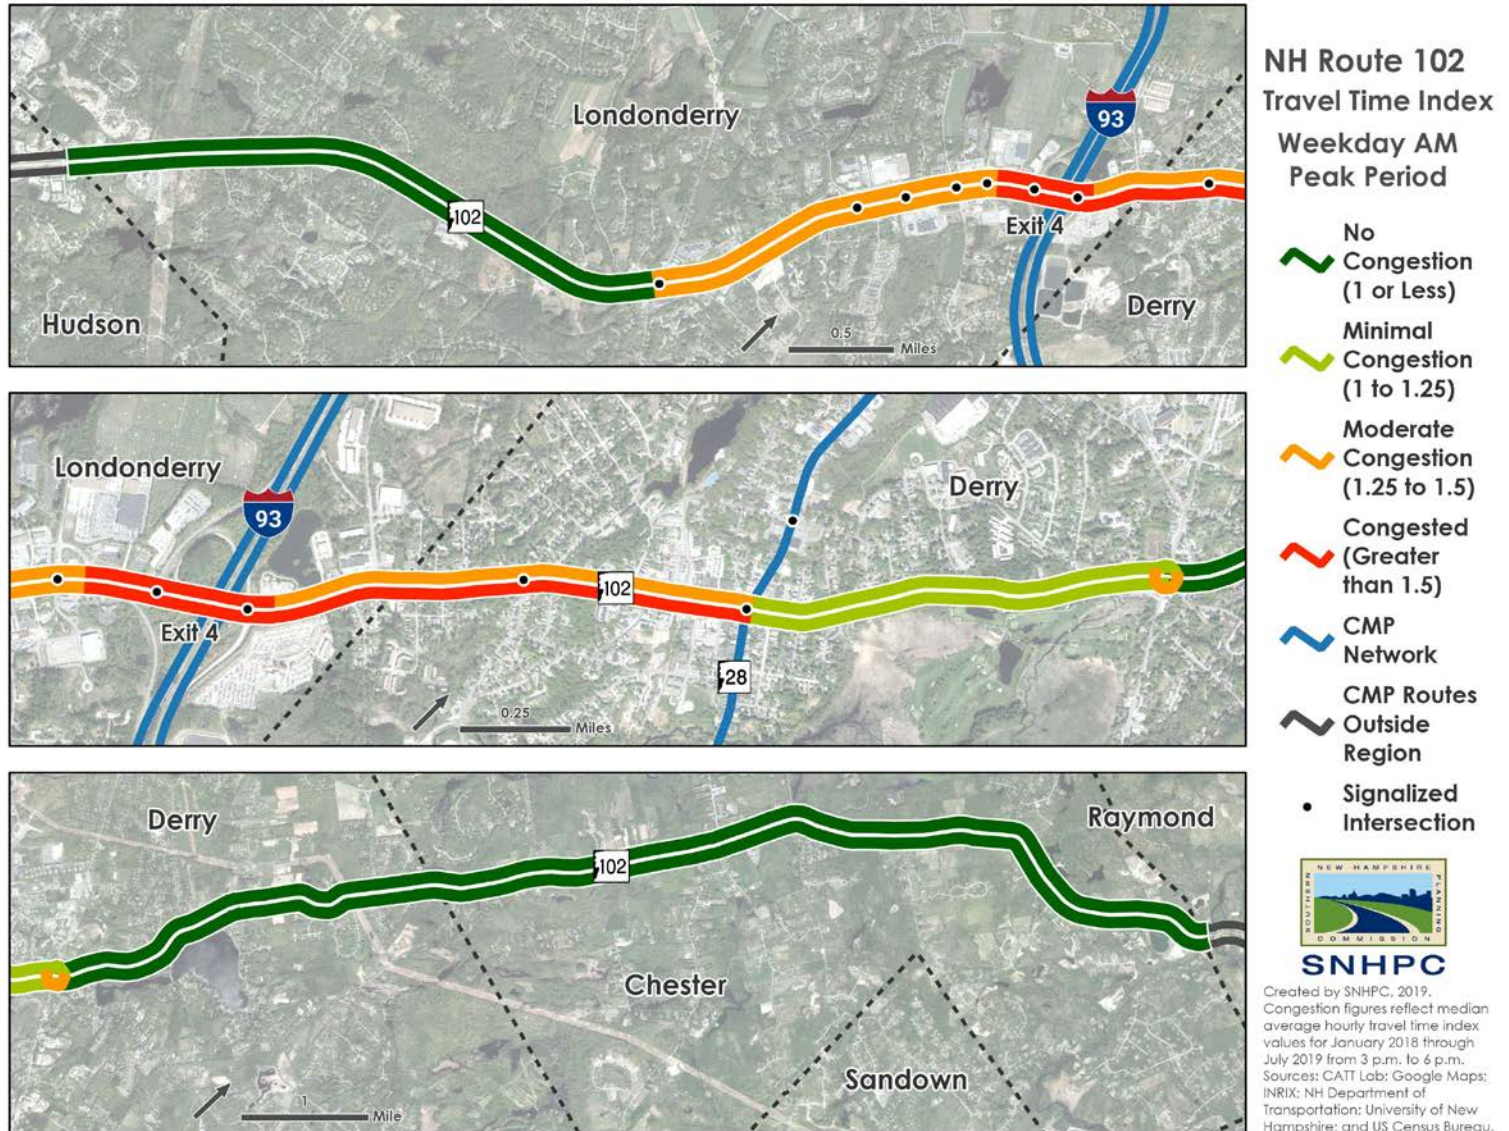 Londonderry
93
102
Exit 4
Hudson
Derry
0.5
Miles
Londonderry
93
Derry
102
Exit 4
28
0.25
Miles
Derry
Raymond
102
Chester
Sandown
1
Mile
NH Route 102
Travel Time Index
Weekday AM
Peak Period
No
Congestion
(1 or Less)
Minimal
Congestion
(1 to 1.25)
Moderate
Congestion
(1.25 to 1.5)
Congested
(Greater
than 1.5)
CMP
Network
CMP Routes
Outside
Region
Signalized
Intersection
NEW HAMPSHIRE
SOUTHERN
PLANNING
COMMISSION
SNHPC
Created by SNHPC, 2019.
Congestion figures reflect median
average hourly travel time index
values for January 2018 through
July 2019 from 3 p.m. to 6 p.m.
Sources: CATT Lab; Google Maps;
INRIX; NH Department of
Transportation; University of New
Hampshire; and US Census Bureau.